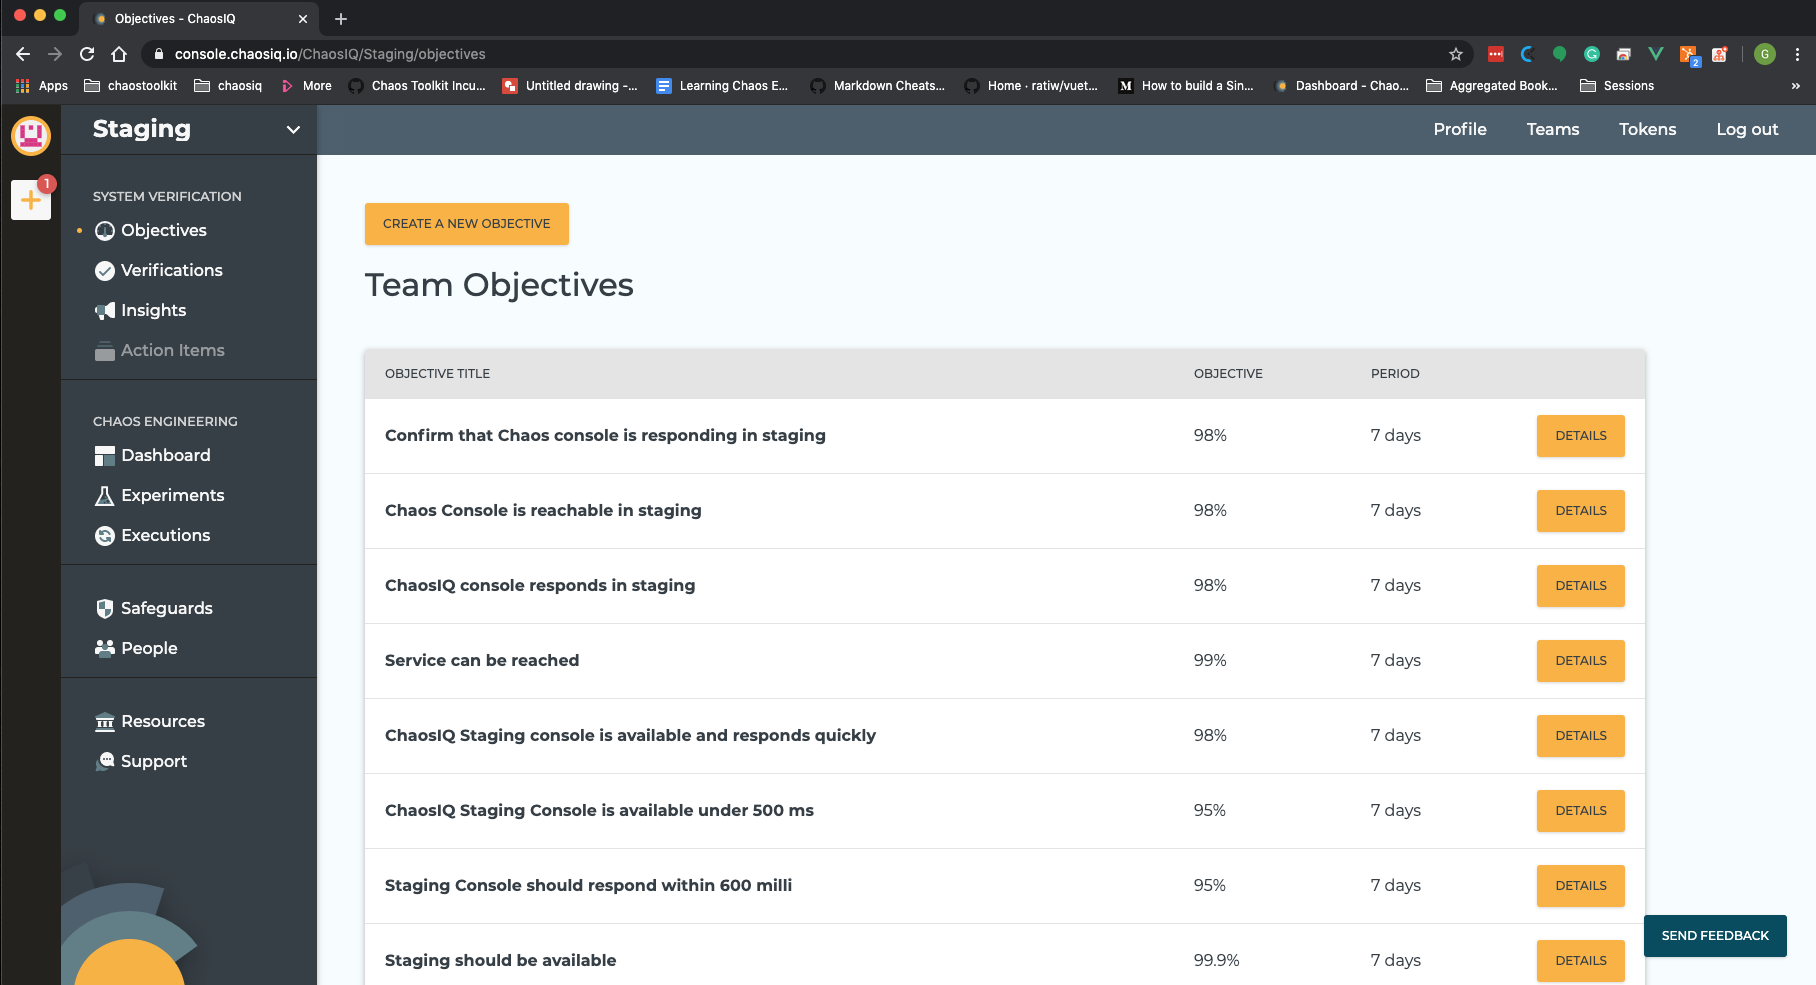 Objectives - ChaosIQ
console.chaosiq.io/ChaosIQ/Staging/objectives
2
G
Apps
chaostoolkit
chaosiq
More
Chaos Toolkit Incu...
Untitled drawing -...
Learning Chaos E...
Markdown Cheats...
Home · ratiw/vuet...
M
How to build a Sin...
Dashboard - Chao...
Aggregated Book...
Sessions
»
Staging
Profile
Teams
Tokens
Log out
1
SYSTEM VERIFICATION
Objectives
Verifications
Insights
Action Items
CHAOS ENGINEERING
Dashboard
Experiments
Executions
Safeguards
People
Resources
Support
CREATE A NEW OBJECTIVE
Team Objectives
OBJECTIVE TITLE OBJECTIVE PERIOD
Confirm that Chaos console is responding in staging 98% 7 days DETAILS
Chaos Console is reachable in staging 98% 7 days DETAILS
ChaosIQ console responds in staging 98% 7 days DETAILS
Service can be reached 99% 7 days DETAILS
ChaosIQ Staging console is available and responds quickly 98% 7 days DETAILS
ChaosIQ Staging Console is available under 500 ms 95% 7 days DETAILS
Staging Console should respond within 600 milli 95% 7 days DETAILS
Staging should be available 99.9% 7 days DETAILS
SEND FEEDBACK